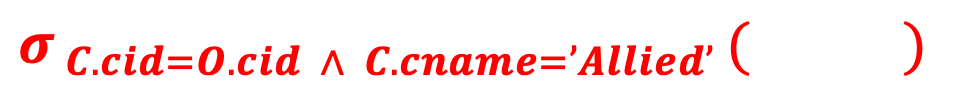 σ C.cid=O.cid ∧ C.cname=’Allied’ (      )